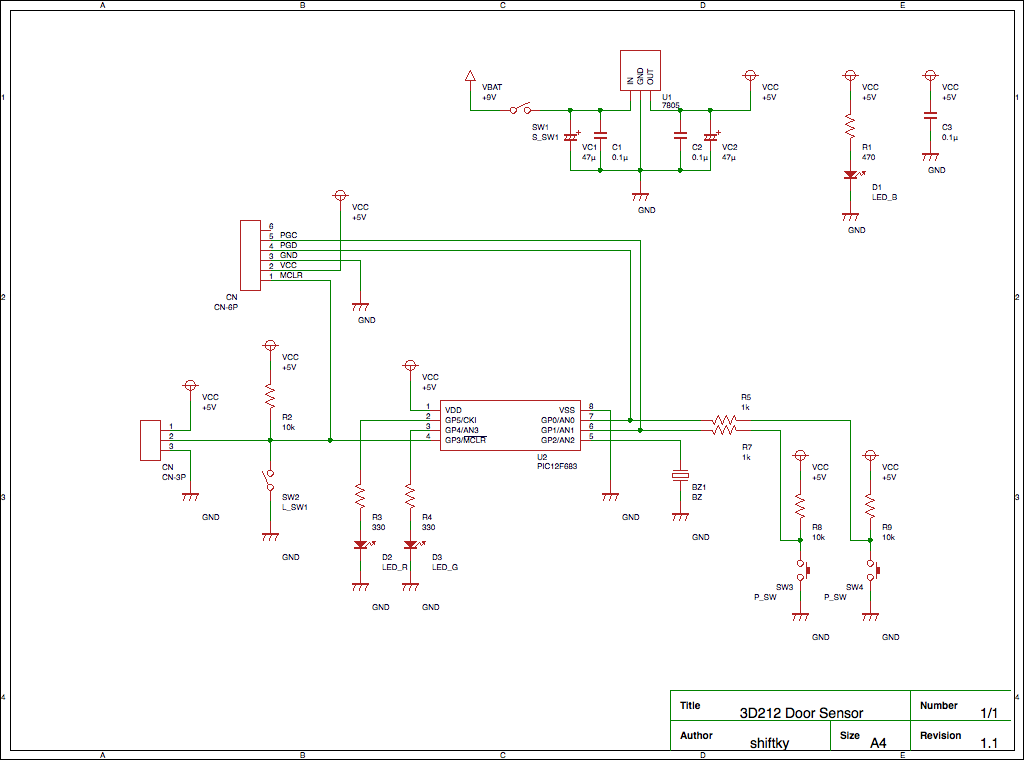 A B C D E
1 1
VBAT
+9V
IN GND OUT
U1
7805
VCC
+5V
VCC
+5V
VCC
+5V
SW1
S_SW1
VC1
47µ
C1
0.1µ
C2
0.1µ
VC2
47µ
R1
470
C3
0.1µ
GND
D1
LED_B
GND
GND
VCC
+5V
6
5 PGC
4 PGD
3 GND
2 VCC
1 MCLR
CN
CN-6P
GND
2 2
VCC
+5V
VCC
+5V
VCC
+5V
R2
10k
1
2
3
CN
CN-3P
GND
SW2
L_SW1
GND
1 VDD VSS 8
2 GP5/CKI GP0/AN0 7
3 GP4/AN3 GP1/AN1 6
4 GP3/MCLR GP2/AN2 5
U2
PIC12F683
R5
1k
R7
1k
VCC
+5V
VCC
+5V
3 3
R3
330
R4
330
D2
LED_R
D3
LED_G
GND
GND
GND
BZ1
BZ
GND
R8
10k
R9
10k
SW3
P_SW
SW4
P_SW
GND
GND
4 4
Title 3D212 Door Sensor Number 1/1
Author shiftky Size A4 Revision 1.1
A B C D E